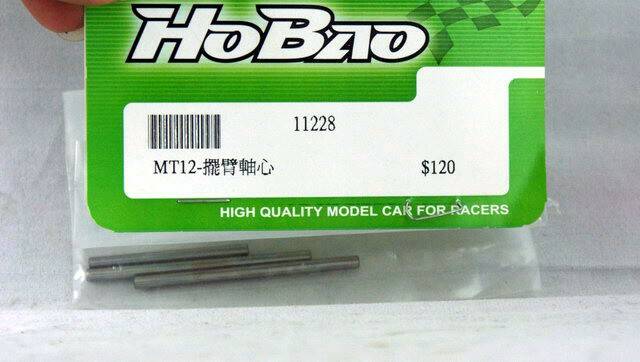 HOBAO
11228
MT12-擺臂軸心 $120
HIGH QUALITY MODEL CAR FOR RACERS